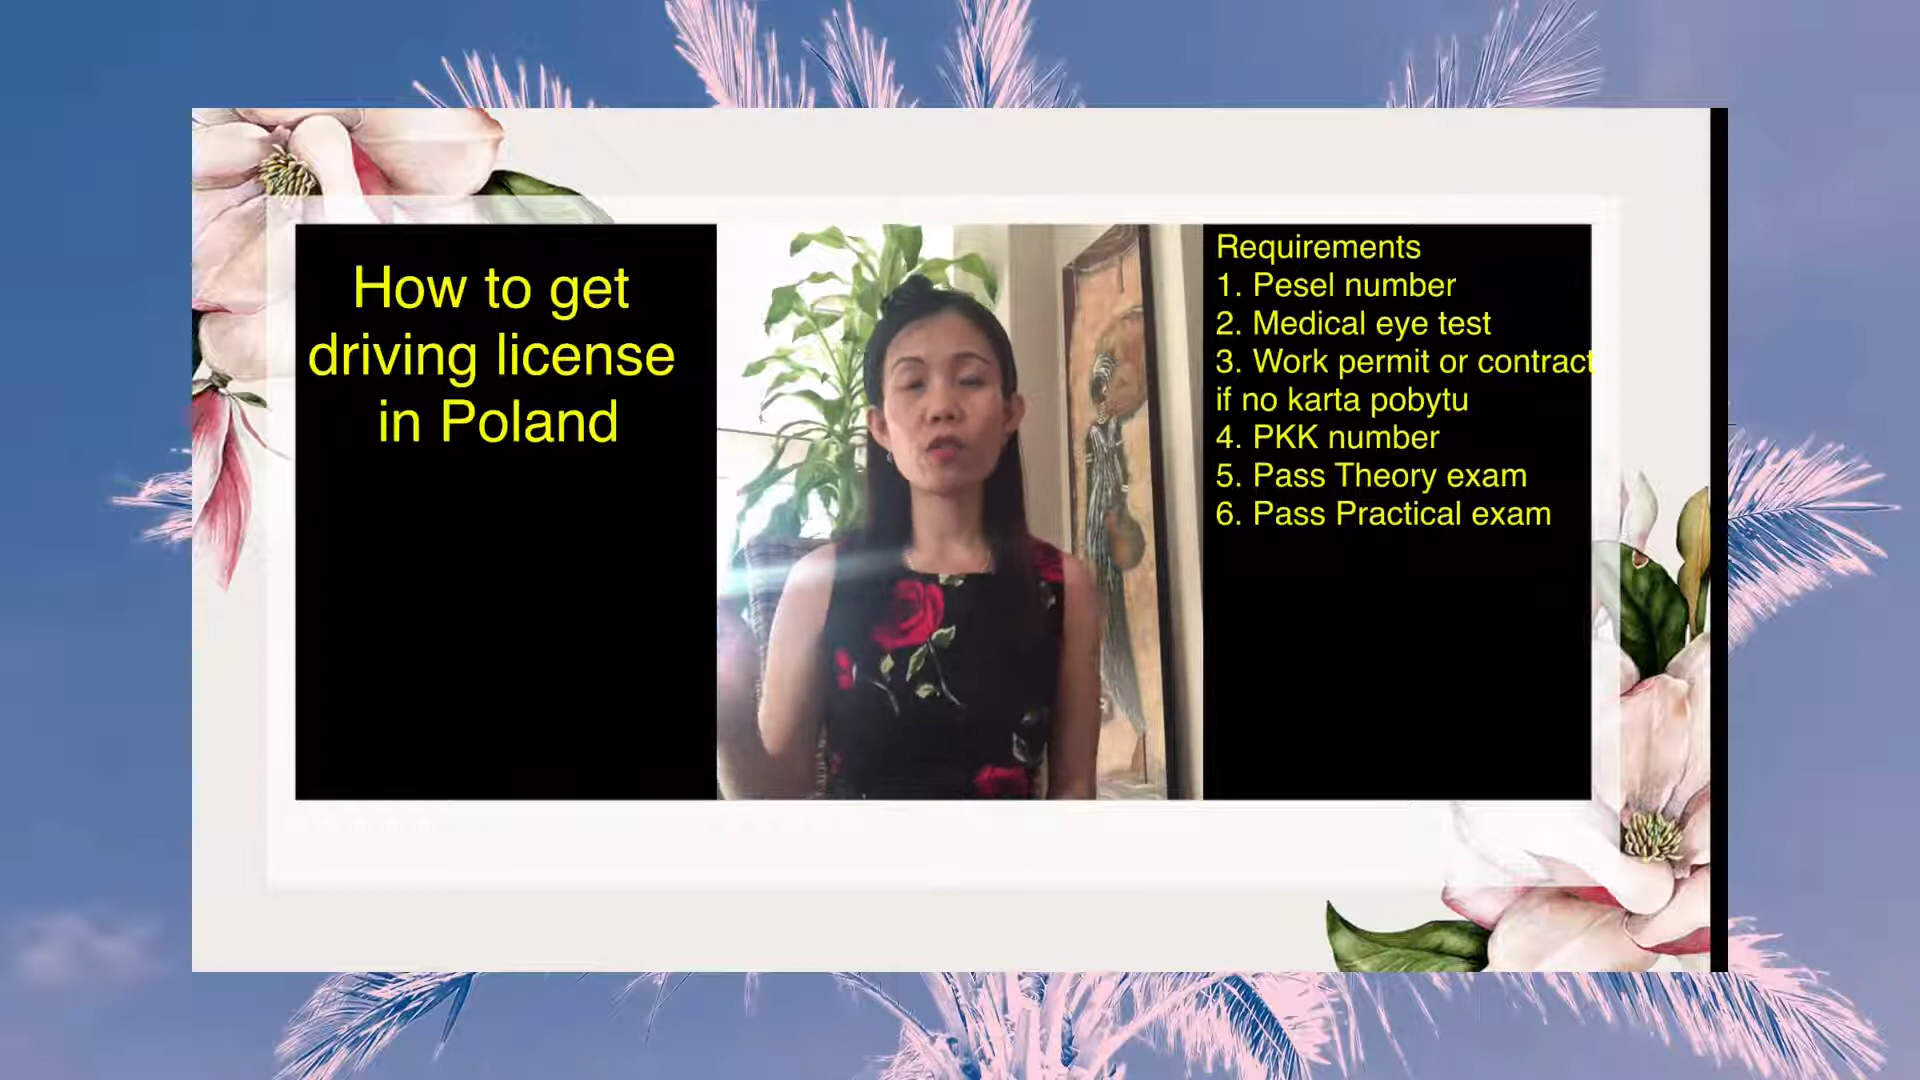 How to get
driving license
in Poland
Requirements
1. Pesel number
2. Medical eye test
3. Work permit or contract
if no karta pobytu
4. PKK number
5. Pass Theory exam
6. Pass Practical exam